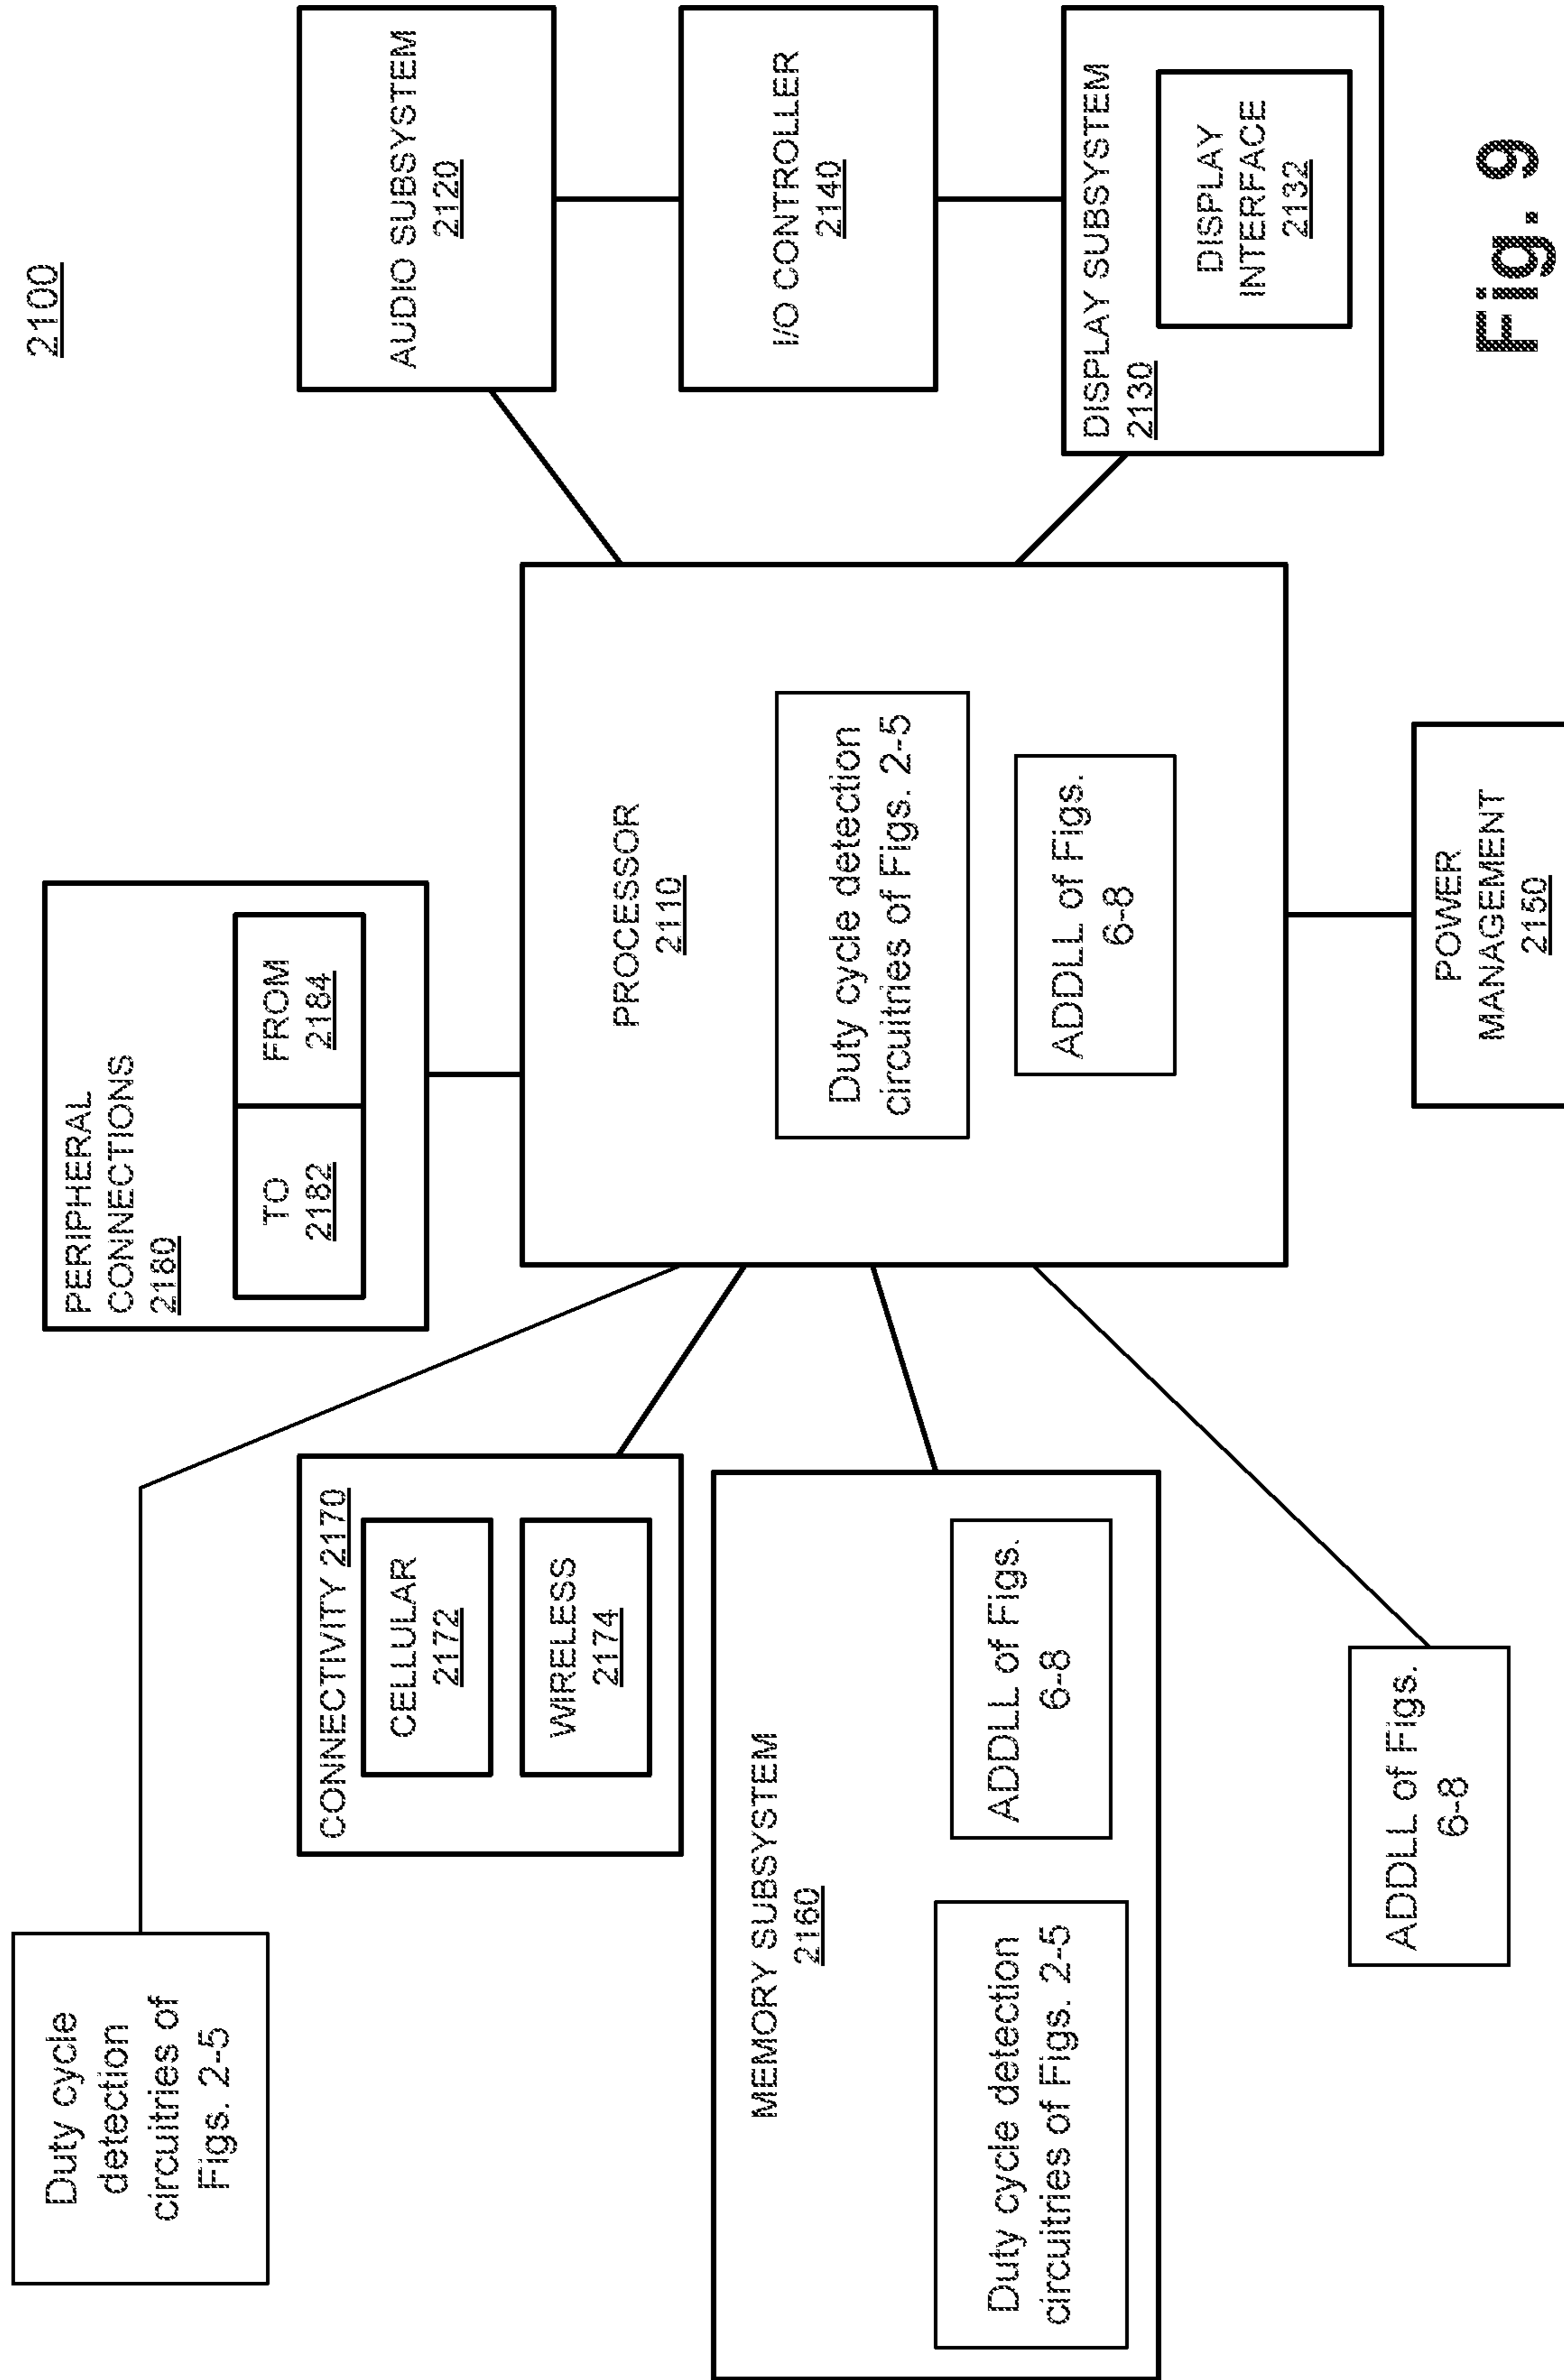 2100
Duty cycle
detection
circuitries of
Figs. 2-5
PERIPHERAL
CONNECTIONS
2180
TO
2182
FROM
2184
AUDIO SUBSYSTEM
2120
CONNECTIVITY 2170
CELLULAR
2172
WIRELESS
2174
PROCESSOR
2110
Duty cycle detection
circuitries of Figs. 2-5
ADDLL of Figs.
6-8
I/O CONTROLLER
2140
MEMORY SUBSYSTEM
2160
Duty cycle detection
circuitries of Figs. 2-5
ADDLL of Figs.
6-8
DISPLAY SUBSYSTEM
2130
DISPLAY
INTERFACE
2132
ADDLL of Figs.
6-8
POWER
MANAGEMENT
2150
Fig. 9